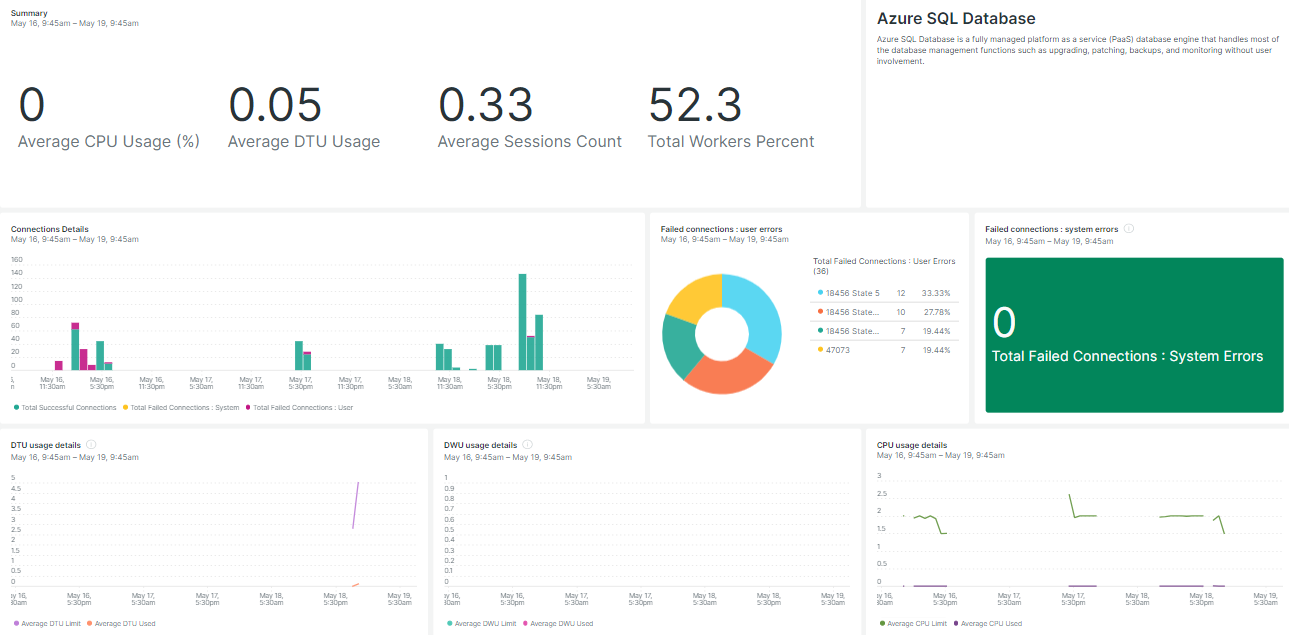 Summary
May 16, 9:45am – May 19, 9:45am
0
Average CPU Usage (%)
0.05
Average DTU Usage
0.33
Average Sessions Count
52.3
Total Workers Percent
Azure SQL Database
Azure SQL Database is a fully managed platform as a service (PaaS) database engine that handles most of
the database management functions such as upgrading, patching, backups, and monitoring without user
involvement.
Connections Details
May 16, 9:45am – May 19, 9:45am
160
140
120
100
80
60
40
20
0
May 16, 11:30am
May 16, 5:30pm
May 16, 11:30pm
May 17, 5:30am
May 17, 11:30am
May 17, 5:30pm
May 17, 11:30pm
May 18, 5:30am
May 18, 11:30am
May 18, 5:30pm
May 18, 11:30pm
May 19, 5:30am
Total Successful Connections
Total Failed Connections : System
Total Failed Connections : User
Failed connections : user errors
May 16, 9:45am – May 19, 9:45am
Total Failed Connections : User Errors
(36)
18456 State 5 12 33.33%
18456 State... 10 27.78%
18456 State... 7 19.44%
47073 7 19.44%
Failed connections : system errors
May 16, 9:45am – May 19, 9:45am
0
Total Failed Connections : System Errors
DTU usage details
May 16, 9:45am – May 19, 9:45am
5
4.5
4
3.5
3
2.5
2
1.5
1
0.5
0
May 16, 5:30pm
May 17, 5:30am
May 17, 5:30pm
May 18, 5:30am
May 18, 5:30pm
May 19, 5:30am
Average DTU Limit
Average DTU Used
DWU usage details
May 16, 9:45am – May 19, 9:45am
1
0.9
0.8
0.7
0.6
0.5
0.4
0.3
0.2
0.1
0
May 16, 5:30pm
May 17, 5:30am
May 17, 5:30pm
May 18, 5:30am
May 18, 5:30pm
May 19, 5:30am
Average DWU Limit
Average DWU Used
CPU usage details
May 16, 9:45am – May 19, 9:45am
3
2.5
2
1.5
1
0.5
0
May 16, 5:30pm
May 17, 5:30am
May 17, 5:30pm
May 18, 5:30am
May 18, 5:30pm
May 19, 5:30am
Average CPU Limit
Average CPU Used